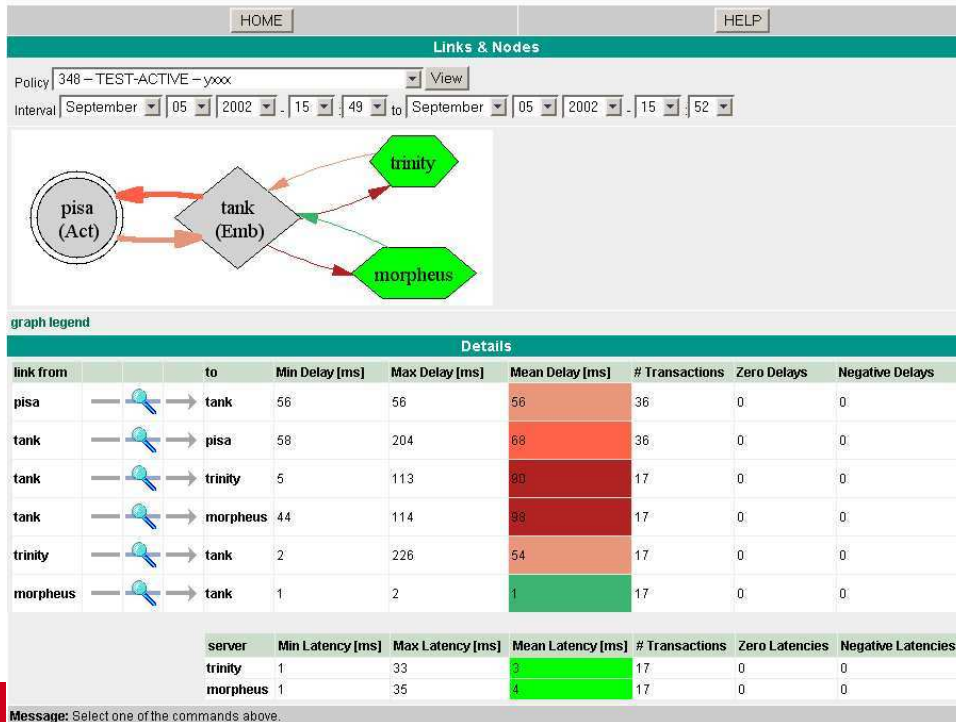 HOME HELP
Links & Nodes
Policy 348 – TEST-ACTIVE – yxxx View
Interval September 05 2002 - 15 : 49 to September 05 2002 - 15 : 52
trinity
pisa
(Act)
tank
(Emb)
morpheus
graph legend
Details
link from to Min Delay [ms] Max Delay [ms] Mean Delay [ms] # Transactions Zero Delays Negative Delays
pisa tank 56 56 56 36 0 0
tank pisa 58 204 68 36 0 0
tank trinity 5 113 90 17 0 0
tank morpheus 44 114 98 17 0 0
trinity tank 2 226 54 17 0 0
morpheus tank 1 2 1 17 0 0
server Min Latency [ms] Max Latency [ms] Mean Latency [ms] # Transactions Zero Latencies Negative Latencies
trinity 1 33 3 17 0 0
morpheus 1 35 4 17 0 0
Message: Select one of the commands above.